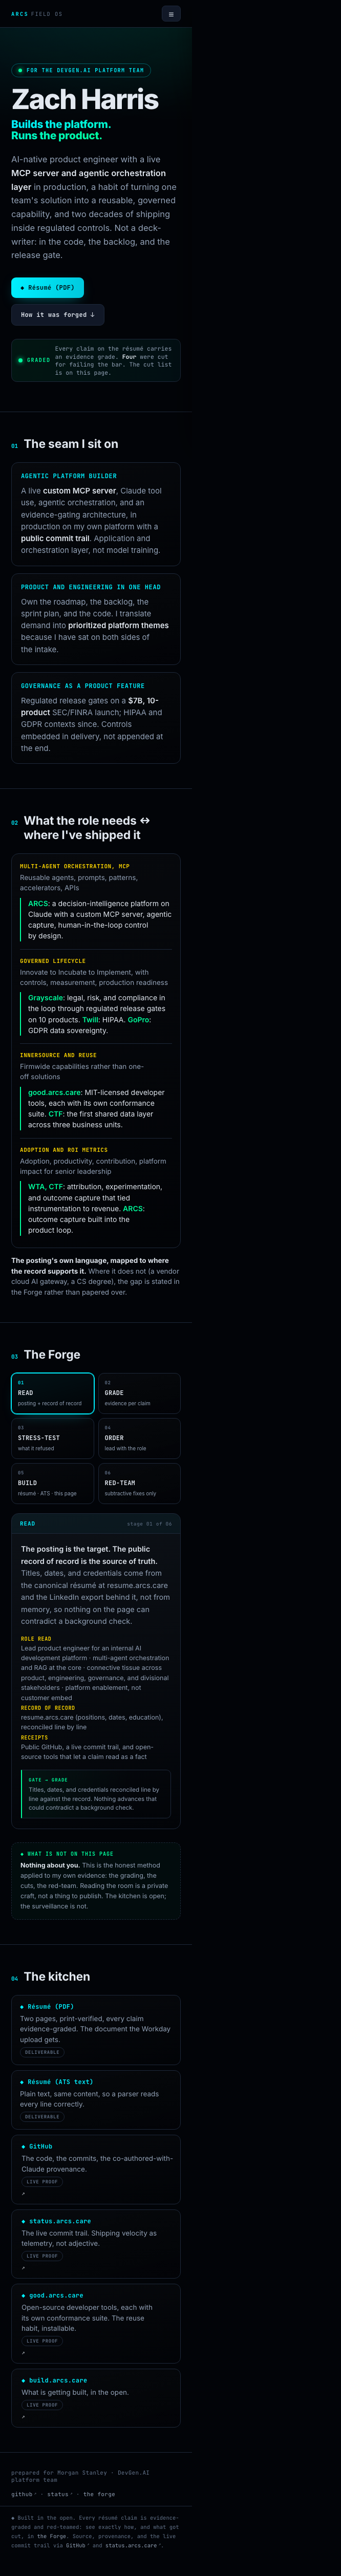 ARCS FIELD OS
≡
FOR THE DEVGEN.AI PLATFORM TEAM
Zach Harris
Builds the platform.
Runs the product.
AI-native product engineer with a live
MCP server and agentic orchestration
layer in production, a habit of turning one
team's solution into a reusable, governed
capability, and two decades of shipping
inside regulated controls. Not a deck-
writer: in the code, the backlog, and the
release gate.
◆ Résumé (PDF)
How it was forged ↓
GRADED
Every claim on the résumé carries
an evidence grade. Four were cut
for failing the bar. The cut list
is on this page.
01 The seam I sit on
AGENTIC PLATFORM BUILDER
A live custom MCP server, Claude tool
use, agentic orchestration, and an
evidence-gating architecture, in
production on my own platform with a
public commit trail. Application and
orchestration layer, not model training.
PRODUCT AND ENGINEERING IN ONE HEAD
Own the roadmap, the backlog, the
sprint plan, and the code. I translate
demand into prioritized platform themes
because I have sat on both sides of
the intake.
GOVERNANCE AS A PRODUCT FEATURE
Regulated release gates on a $7B, 10-
product SEC/FINRA launch; HIPAA and
GDPR contexts since. Controls
embedded in delivery, not appended at
the end.
02 What the role needs ↔
where I've shipped it
MULTI-AGENT ORCHESTRATION, MCP
Reusable agents, prompts, patterns,
accelerators, APIs
ARCS: a decision-intelligence platform on
Claude with a custom MCP server, agentic
capture, human-in-the-loop control
by design.
GOVERNED LIFECYCLE
Innovate to Incubate to Implement, with
controls, measurement, production readiness
Grayscale: legal, risk, and compliance in
the loop through regulated release gates
on 10 products. Twill: HIPAA. GoPro:
GDPR data sovereignty.
INNERSOURCE AND REUSE
Firmwide capabilities rather than one-
off solutions
good.arcs.care: MIT-licensed developer
tools, each with its own conformance
suite. CTF: the first shared data layer
across three business units.
ADOPTION AND ROI METRICS
Adoption, productivity, contribution, platform
impact for senior leadership
WTA, CTF: attribution, experimentation,
and outcome capture that tied
instrumentation to revenue. ARCS:
outcome capture built into the
product loop.
The posting's own language, mapped to where
the record supports it. Where it does not (a vendor
cloud AI gateway, a CS degree), the gap is stated in
the Forge rather than papered over.
03 The Forge
01
READ
posting + record of record
02
GRADE
evidence per claim
03
STRESS-TEST
what it refused
04
ORDER
lead with the role
05
BUILD
résumé · ATS · this page
06
RED-TEAM
subtractive fixes only
READ
stage 01 of 06
The posting is the target. The public
record of record is the source of truth.
Titles, dates, and credentials come from
the canonical résumé at resume.arcs.care
and the LinkedIn export behind it, not from
memory, so nothing on the page can
contradict a background check.
ROLE READ
Lead product engineer for an internal AI
development platform · multi-agent orchestration
and RAG at the core · connective tissue across
product, engineering, governance, and divisional
stakeholders · platform enablement, not
customer embed
RECORD OF RECORD
resume.arcs.care (positions, dates, education),
reconciled line by line
RECEIPTS
Public GitHub, a live commit trail, and open-
source tools that let a claim read as a fact
GATE → GRADE
Titles, dates, and credentials reconciled line by
line against the record. Nothing advances that
could contradict a background check.
◆ WHAT IS NOT ON THIS PAGE
Nothing about you. This is the honest method
applied to my own evidence: the grading, the
cuts, the red-team. Reading the room is a private
craft, not a thing to publish. The kitchen is open;
the surveillance is not.
04 The kitchen
◆ Résumé (PDF)
Two pages, print-verified, every claim
evidence-graded. The document the Workday
upload gets.
DELIVERABLE
◆ Résumé (ATS text)
Plain text, same content, so a parser reads
every line correctly.
DELIVERABLE
◆ GitHub
The code, the commits, the co-authored-with-
Claude provenance.
LIVE PROOF
↗
◆ status.arcs.care
The live commit trail. Shipping velocity as
telemetry, not adjective.
LIVE PROOF
↗
◆ good.arcs.care
Open-source developer tools, each with
its own conformance suite. The reuse
habit, installable.
LIVE PROOF
↗
◆ build.arcs.care
What is getting built, in the open.
LIVE PROOF
↗
prepared for Morgan Stanley · DevGen.AI
platform team
github↗ · status↗ · the forge
◆ Built in the open. Every résumé claim is evidence-
graded and red-teamed: see exactly how, and what got
cut, in the Forge. Source, provenance, and the live
commit trail via GitHub↗ and status.arcs.care↗.